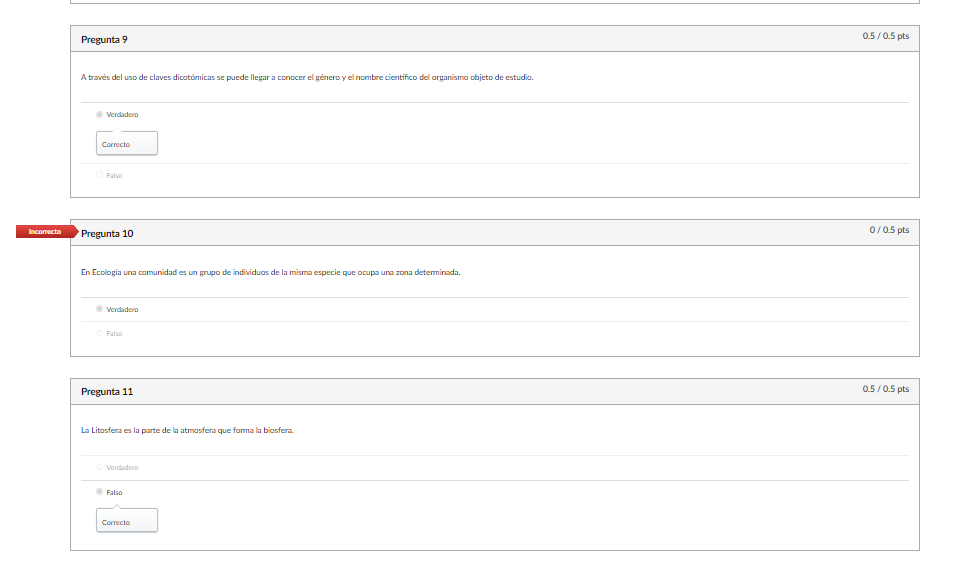 Pregunta 9
0.5 / 0.5 pts
A través del uso de claves dicotómicas se puede llegar a conocer el género y el nombre científico del organismo objeto de estudio.
Verdadero
Correcto
Falso
Incorrecto
Pregunta 10
0 / 0.5 pts
En Ecología una comunidad es un grupo de individuos de la misma especie que ocupa una zona determinada.
Verdadero
Falso
Pregunta 11
0.5 / 0.5 pts
La Litosfera es la parte de la atmosfera que forma la biosfera.
Verdadero
Falso
Correcto